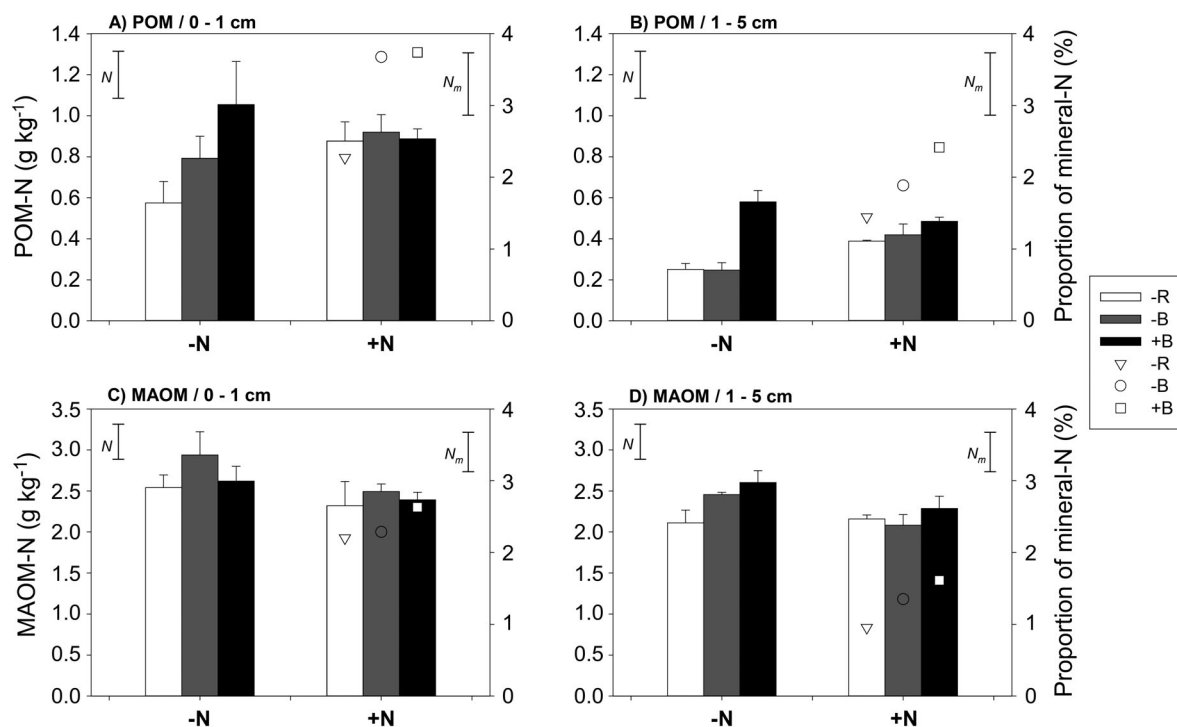 A) POM / 0 - 1 cm
B) POM / 1 - 5 cm
POM-N (g kg-1)
1.4
1.2
1.0
0.8
0.6
0.4
0.2
0.0
N
Nm
4
3
2
1
0
-N
+N
1.4
1.2
1.0
0.8
0.6
0.4
0.2
0.0
N
Nm
4
3
2
1
0
-N
+N
Proportion of mineral-N (%)
-R
-B
+B
-R
-B
+B
C) MAOM / 0 - 1 cm
D) MAOM / 1 - 5 cm
MAOM-N (g kg-1)
3.5
3.0
2.5
2.0
1.5
1.0
0.5
0.0
N
Nm
4
3
2
1
0
-N
+N
3.5
3.0
2.5
2.0
1.5
1.0
0.5
0.0
N
Nm
4
3
2
1
0
-N
+N
Proportion of mineral-N (%)